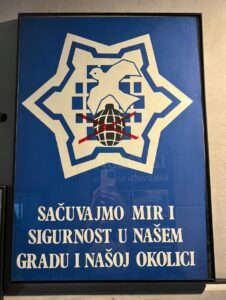 SAČUVAJMO MIR I
SIGURNOST U NAŠEM
GRADU I NAŠOJ OKOLICI